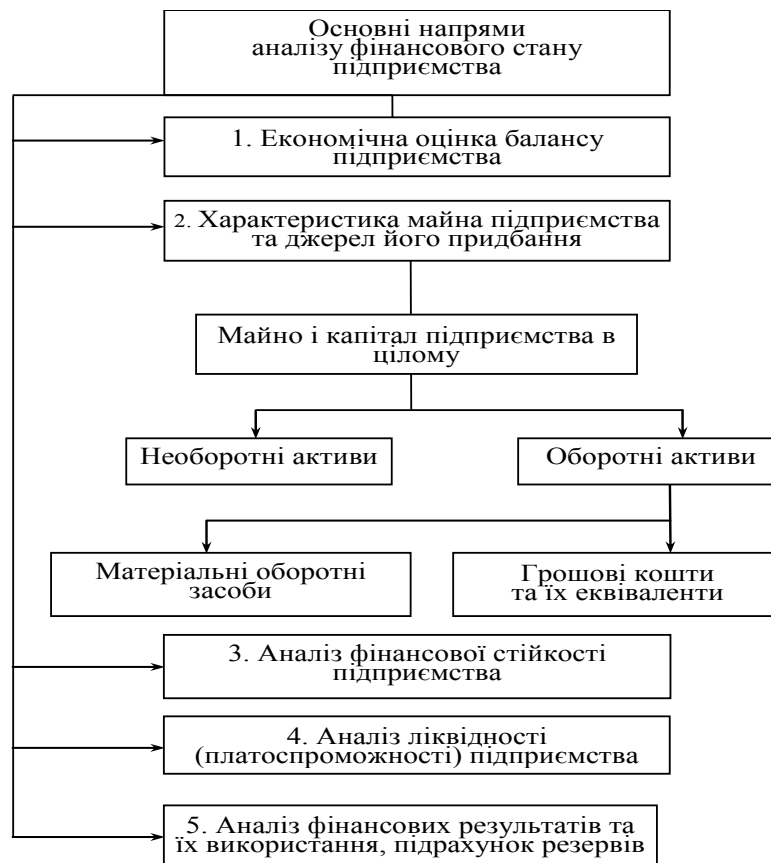 Основні напрями
аналізу фінансового стану
підприємства
1. Економічна оцінка балансу
підприємства
2. Характеристика майна підприємства
та джерел його придбання
Майно і капітал підприємства в
цілому
Необоротні активи
Оборотні активи
Матеріальні оборотні
засоби
Грошові кошти
та їх еквіваленти
3. Аналіз фінансової стійкості
підприємства
4. Аналіз ліквідності
(платоспроможності) підприємства
5. Аналіз фінансових результатів та
їх використання, підрахунок резервів